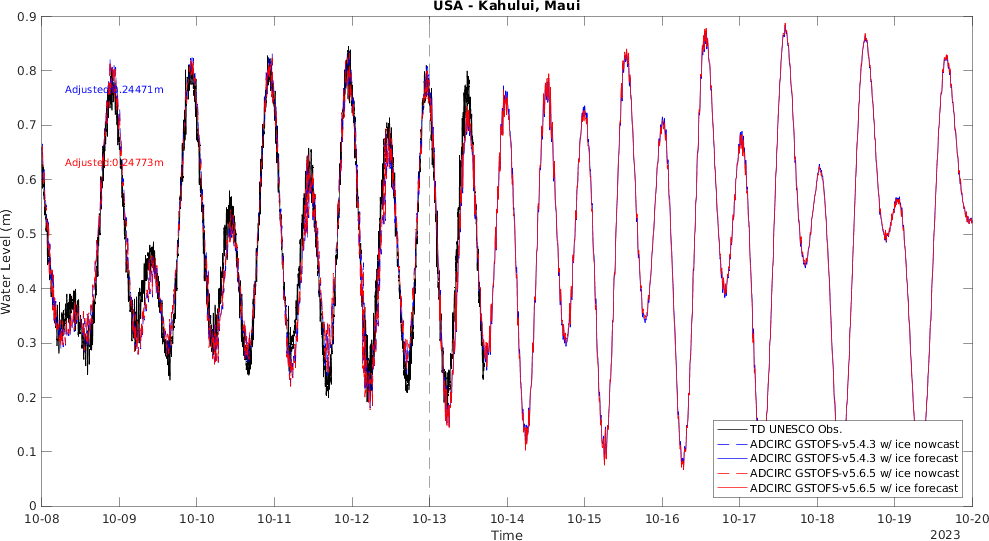 USA - Kahului, Maui
0.9
0.8
0.7
0.6
0.5
0.4
0.3
0.2
0.1
0
Water Level (m)
Adjusted:0.24471m
Adjusted:0.24773m
TD UNESCO Obs.
ADCIRC GSTOFS-v5.4.3 w/ ice nowcast
ADCIRC GSTOFS-v5.4.3 w/ ice forecast
ADCIRC GSTOFS-v5.6.5 w/ ice nowcast
ADCIRC GSTOFS-v5.6.5 w/ ice forecast
10-08 10-09 10-10 10-11 10-12 10-13 10-14 10-15 10-16 10-17 10-18 10-19 10-20
Time
2023